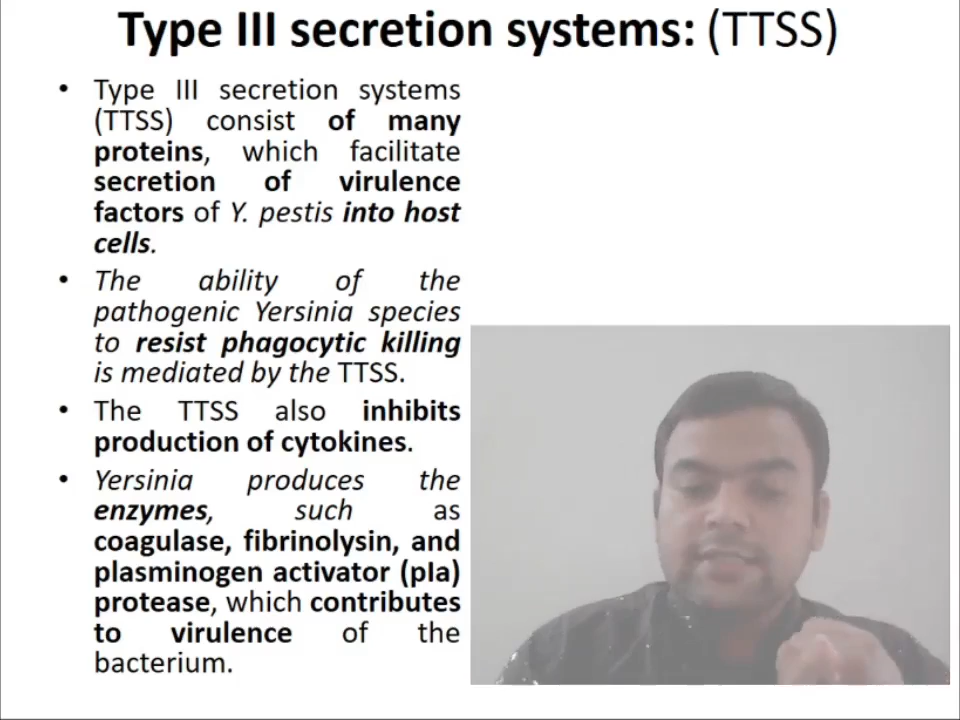 Type III secretion systems: (TTSS)
• Type III secretion systems
(TTSS) consist of many
proteins, which facilitate
secretion of virulence
factors of Y. pestis into host
cells.
• The ability of the
pathogenic Yersinia species
to resist phagocytic killing
is mediated by the TTSS.
• The TTSS also inhibits
production of cytokines.
• Yersinia produces the
enzymes, such as
coagulase, fibrinolysin, and
plasminogen activator (pIa)
protease, which contributes
to virulence of the
bacterium.